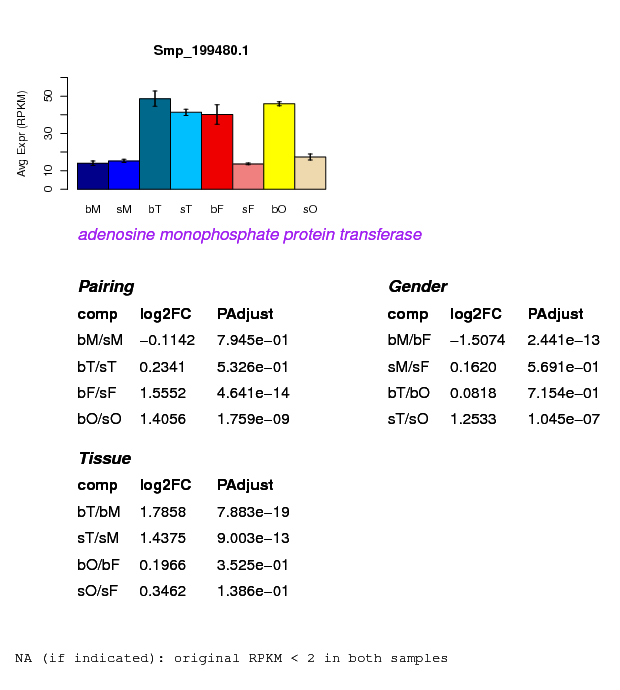 Smp_199480.1
Avg Expr (RPKM)
50
30
10
0
bM sM bT sT bF sF bO sO
adenosine monophosphate protein transferase
Pairing
comp log2FC PAdjust
bM/sM −0.1142 7.945e−01
bT/sT 0.2341 5.326e−01
bF/sF 1.5552 4.641e−14
bO/sO 1.4056 1.759e−09
Gender
comp log2FC PAdjust
bM/bF −1.5074 2.441e−13
sM/sF 0.1620 5.691e−01
bT/bO 0.0818 7.154e−01
sT/sO 1.2533 1.045e−07
Tissue
comp log2FC PAdjust
bT/bM 1.7858 7.883e−19
sT/sM 1.4375 9.003e−13
bO/bF 0.1966 3.525e−01
sO/sF 0.3462 1.386e−01
NA (if indicated): original RPKM < 2 in both samples